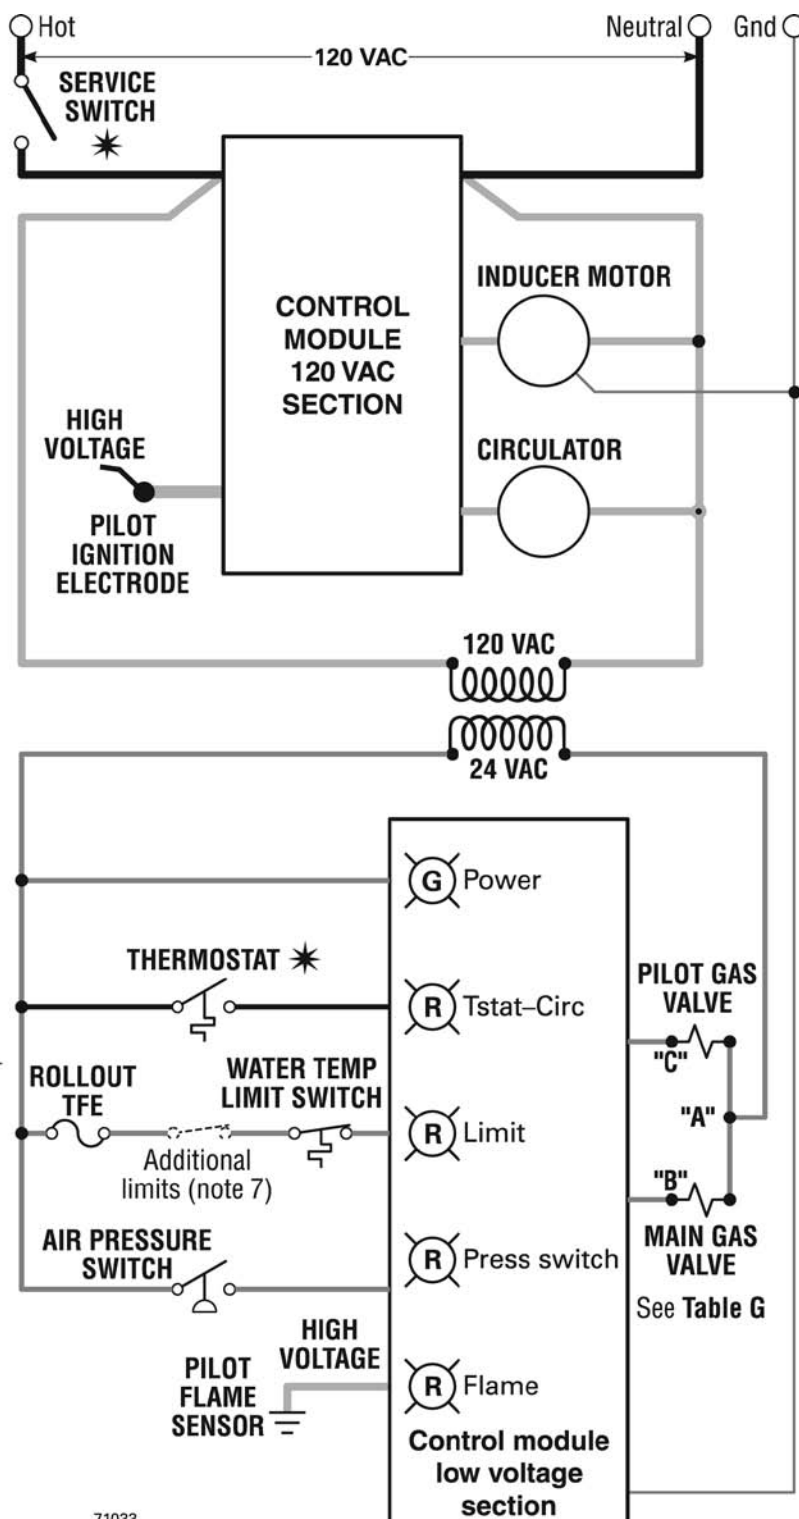 Hot
Neutral
Gnd
120 VAC
SERVICE
SWITCH
INDUCER MOTOR
CONTROL
MODULE
120 VAC
SECTION
HIGH
VOLTAGE
CIRCULATOR
PILOT
IGNITION
ELECTRODE
120 VAC
24 VAC
G Power
THERMOSTAT
R Tstat–Circ
PILOT GAS
VALVE
"C"
ROLLOUT
TFE
WATER TEMP
LIMIT SWITCH
R Limit
"A"
Additional
limits (note 7)
"B"
AIR PRESSURE
SWITCH
R Press switch
MAIN GAS
VALVE
See Table G
HIGH
VOLTAGE
PILOT
FLAME
SENSOR
R Flame
Control module
low voltage
section
71033